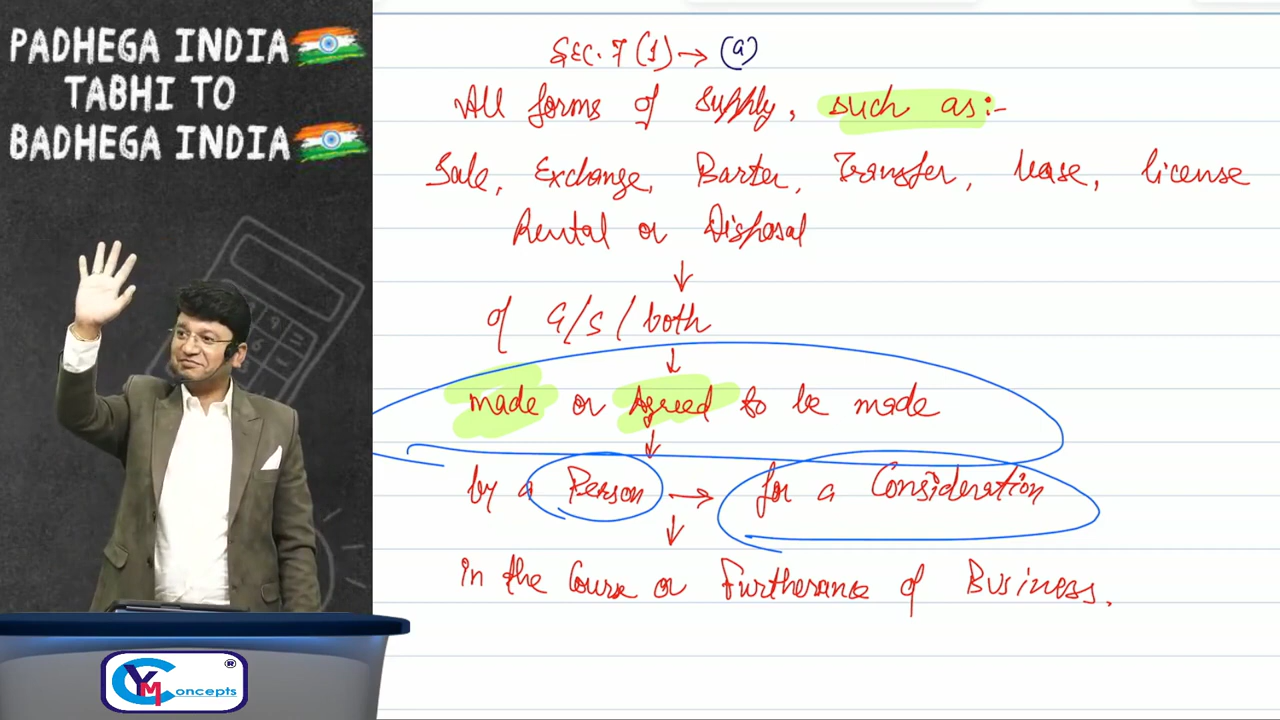 PADHEGA INDIA
TABHI TO
BADHEGA INDIA
SEC. 7 (1) → (a)
All forms of supply, such as:-
Sale, Exchange, Barter, Transfer, lease, license
Rental or Disposal
↓
of G/S/both
↓
made or Agreed to be made
↓
by a Person → for a Consideration
↓
in the Course or Furtherance of Business.
YM Concepts ®